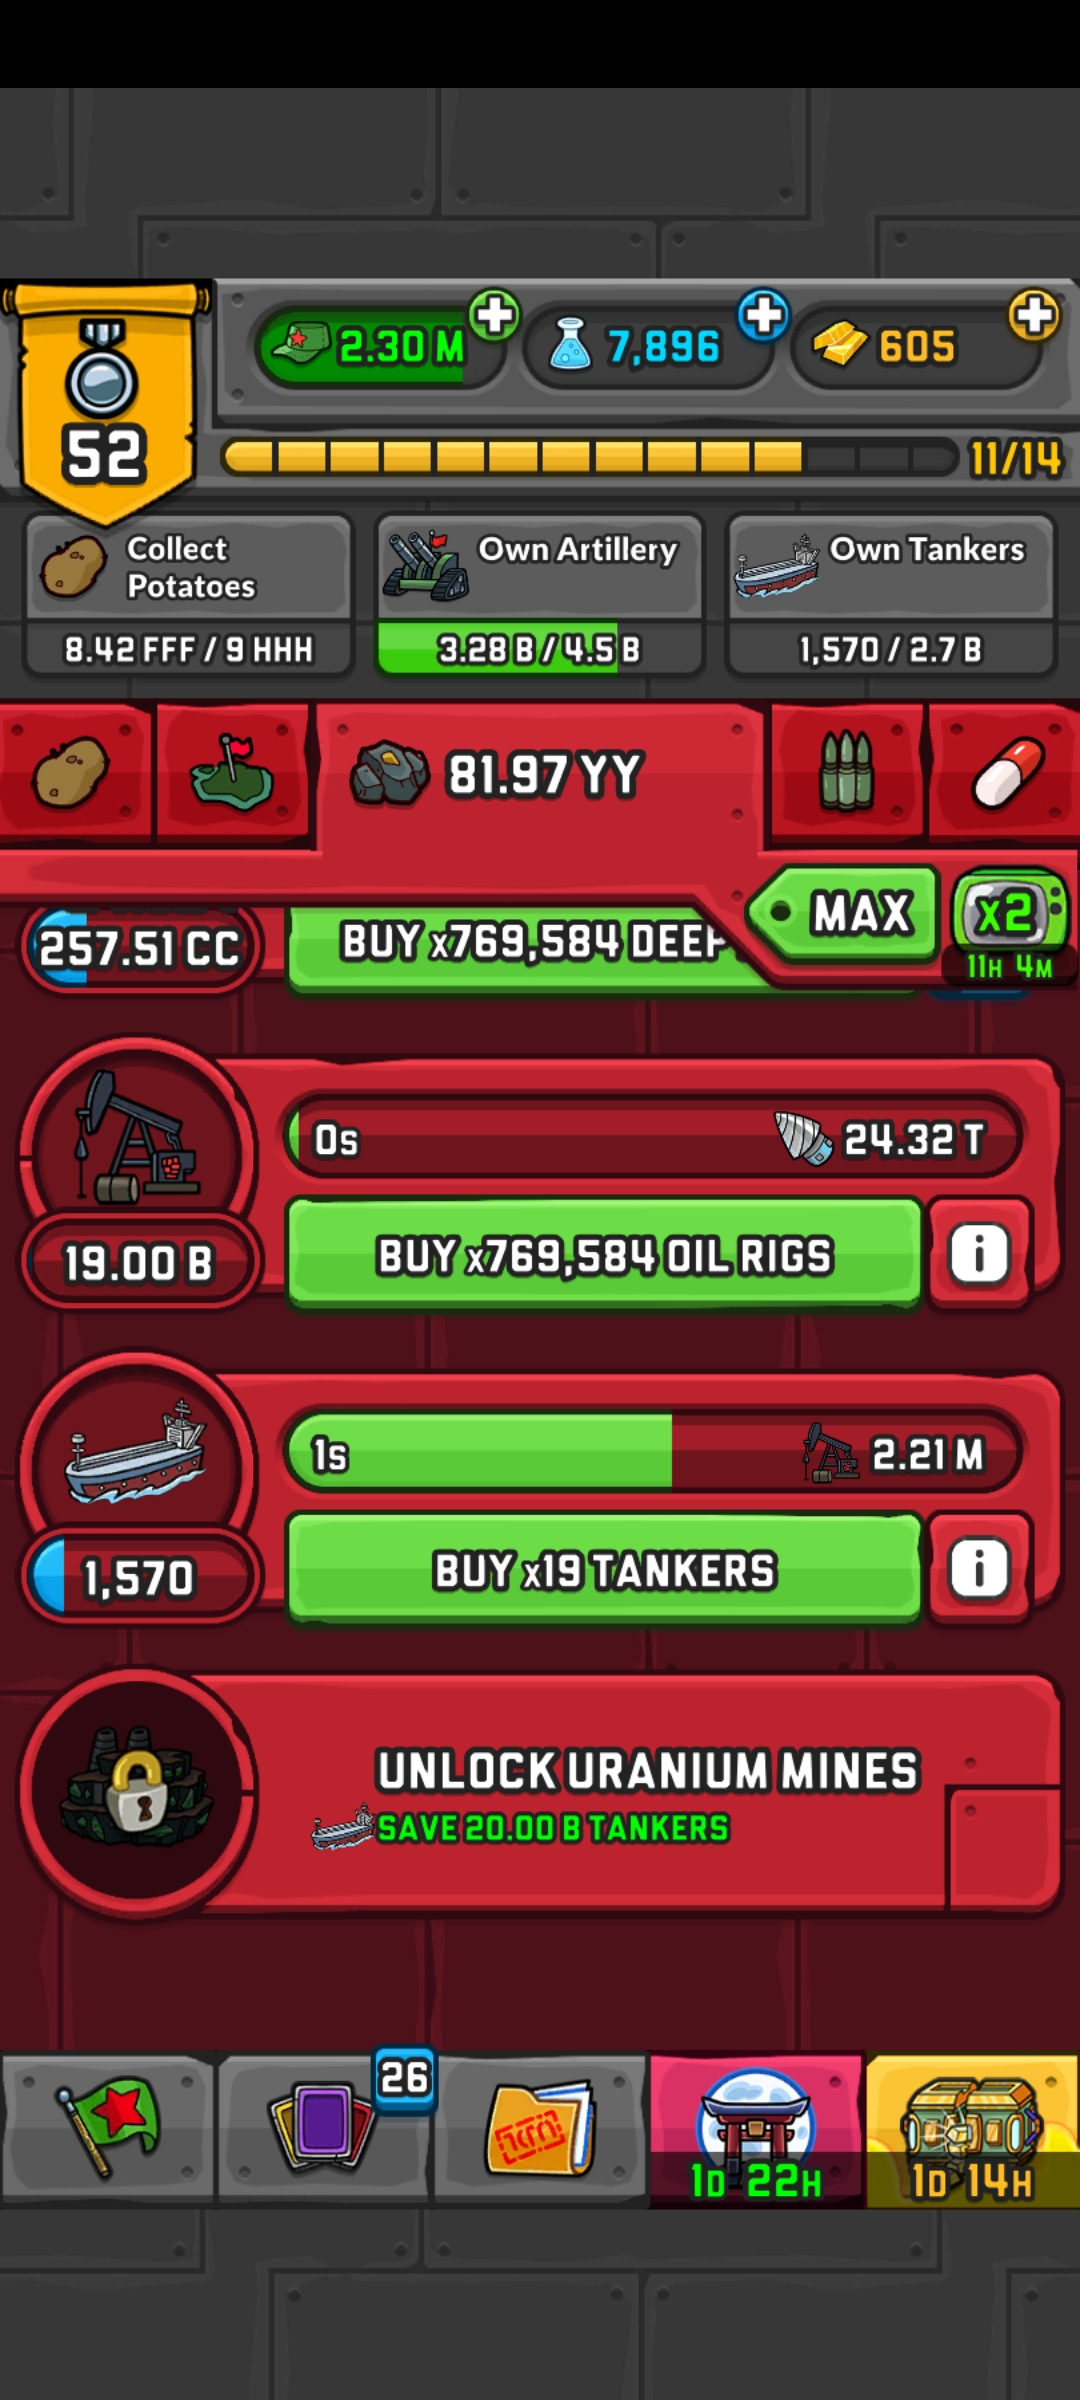 2.30 M
7,896
605
52
11/14
Collect
Potatoes
8.42 FFF / 9 HHH
Own Artillery
3.28 B / 4.5 B
Own Tankers
1,570 / 2.7 B
81.97 YY
MAX
x2
11H 4M
257.51 CC
BUY x769,584 DEEP
0s
24.32 T
19.00 B
BUY x769,584 OIL RIGS
i
1s
2.21 M
1,570
BUY x19 TANKERS
i
UNLOCK URANIUM MINES
SAVE 20.00 B TANKERS
26
1D 22H
1D 14H